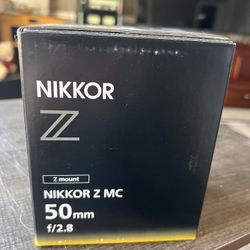 NIKKOR
Z
Z mount
NIKKOR Z MC
50mm
f/2.8